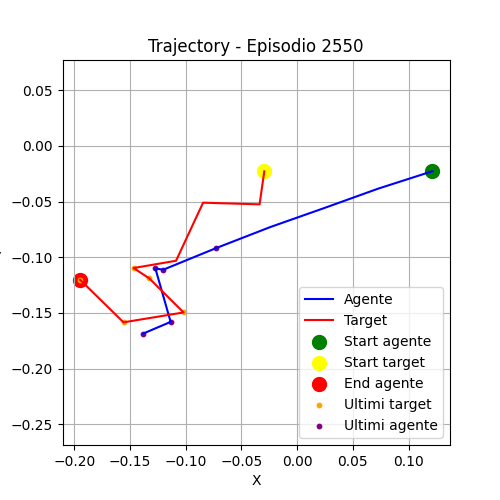 Trajectory - Episodio 2550
0.05
0.00
−0.05
−0.10
−0.15
−0.20
−0.25
−0.20
−0.15
−0.10
−0.05
0.00
0.05
0.10
X
Agente
Target
Start agente
Start target
End agente
Ultimi target
Ultimi agente